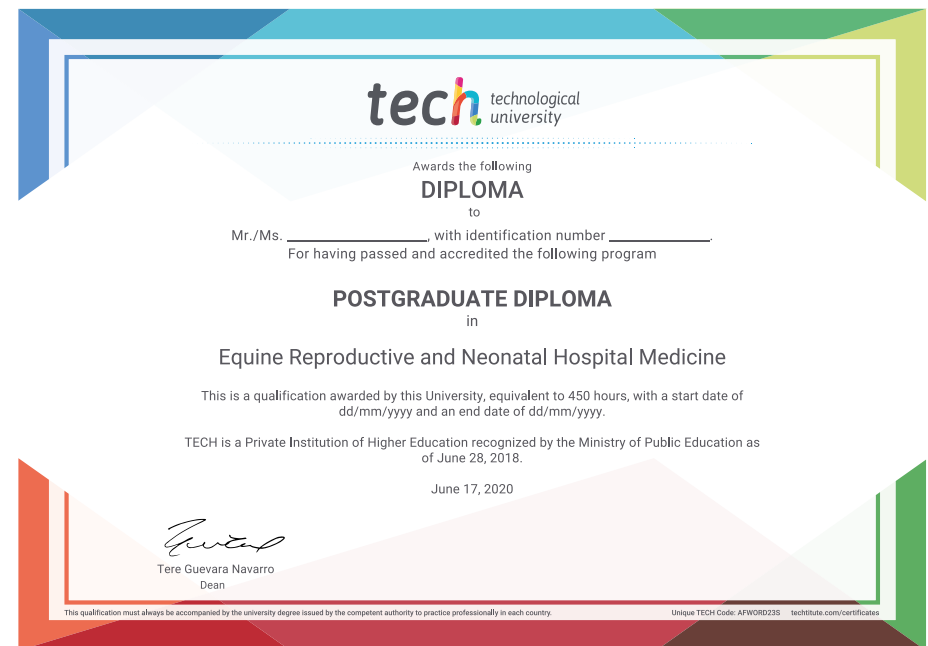 tech technological
university
Awards the following
DIPLOMA
to
Mr./Ms. ____________________, with identification number ______________.
For having passed and accredited the following program
POSTGRADUATE DIPLOMA
in
Equine Reproductive and Neonatal Hospital Medicine
This is a qualification awarded by this University, equivalent to 450 hours, with a start date of
dd/mm/yyyy and an end date of dd/mm/yyyy.
TECH is a Private Institution of Higher Education recognized by the Ministry of Public Education as
of June 28, 2018.
June 17, 2020
Tere Guevara Navarro
Dean
This qualification must always be accompanied by the university degree issued by the competent authority to practice professionally in each country.
Unique TECH Code: AFWORD23S techtitute.com/certificates